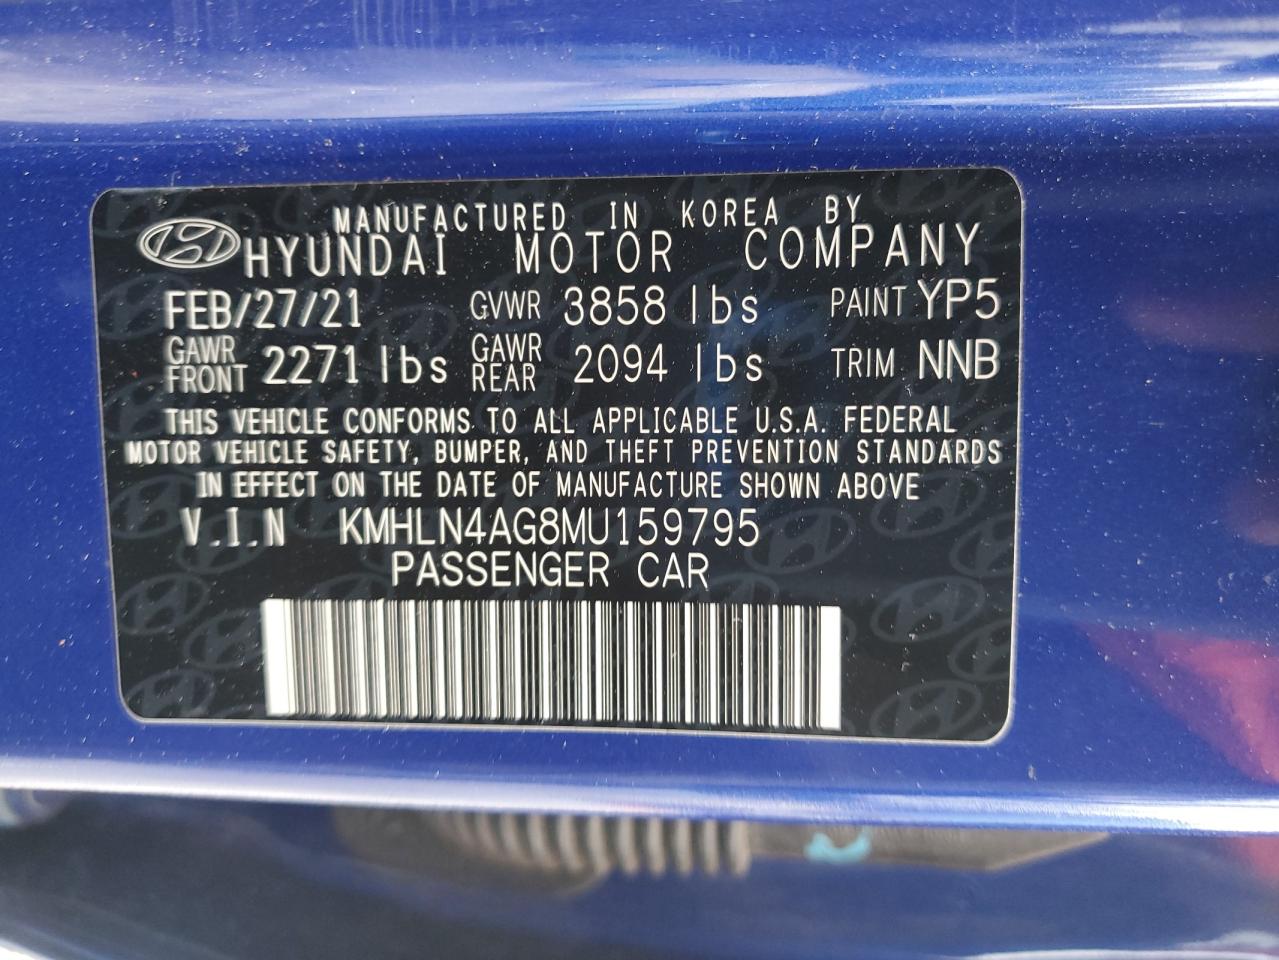 MANUFACTURED IN KOREA BY
HYUNDAI MOTOR COMPANY
FEB/27/21 GVWR 3858 lbs PAINT YP5
GAWR FRONT 2271 lbs GAWR REAR 2094 lbs TRIM NNB
THIS VEHICLE CONFORMS TO ALL APPLICABLE U.S.A. FEDERAL
MOTOR VEHICLE SAFETY, BUMPER, AND THEFT PREVENTION STANDARDS
IN EFFECT ON THE DATE OF MANUFACTURE SHOWN ABOVE
V.I.N KMHLN4AG8MU159795
PASSENGER CAR